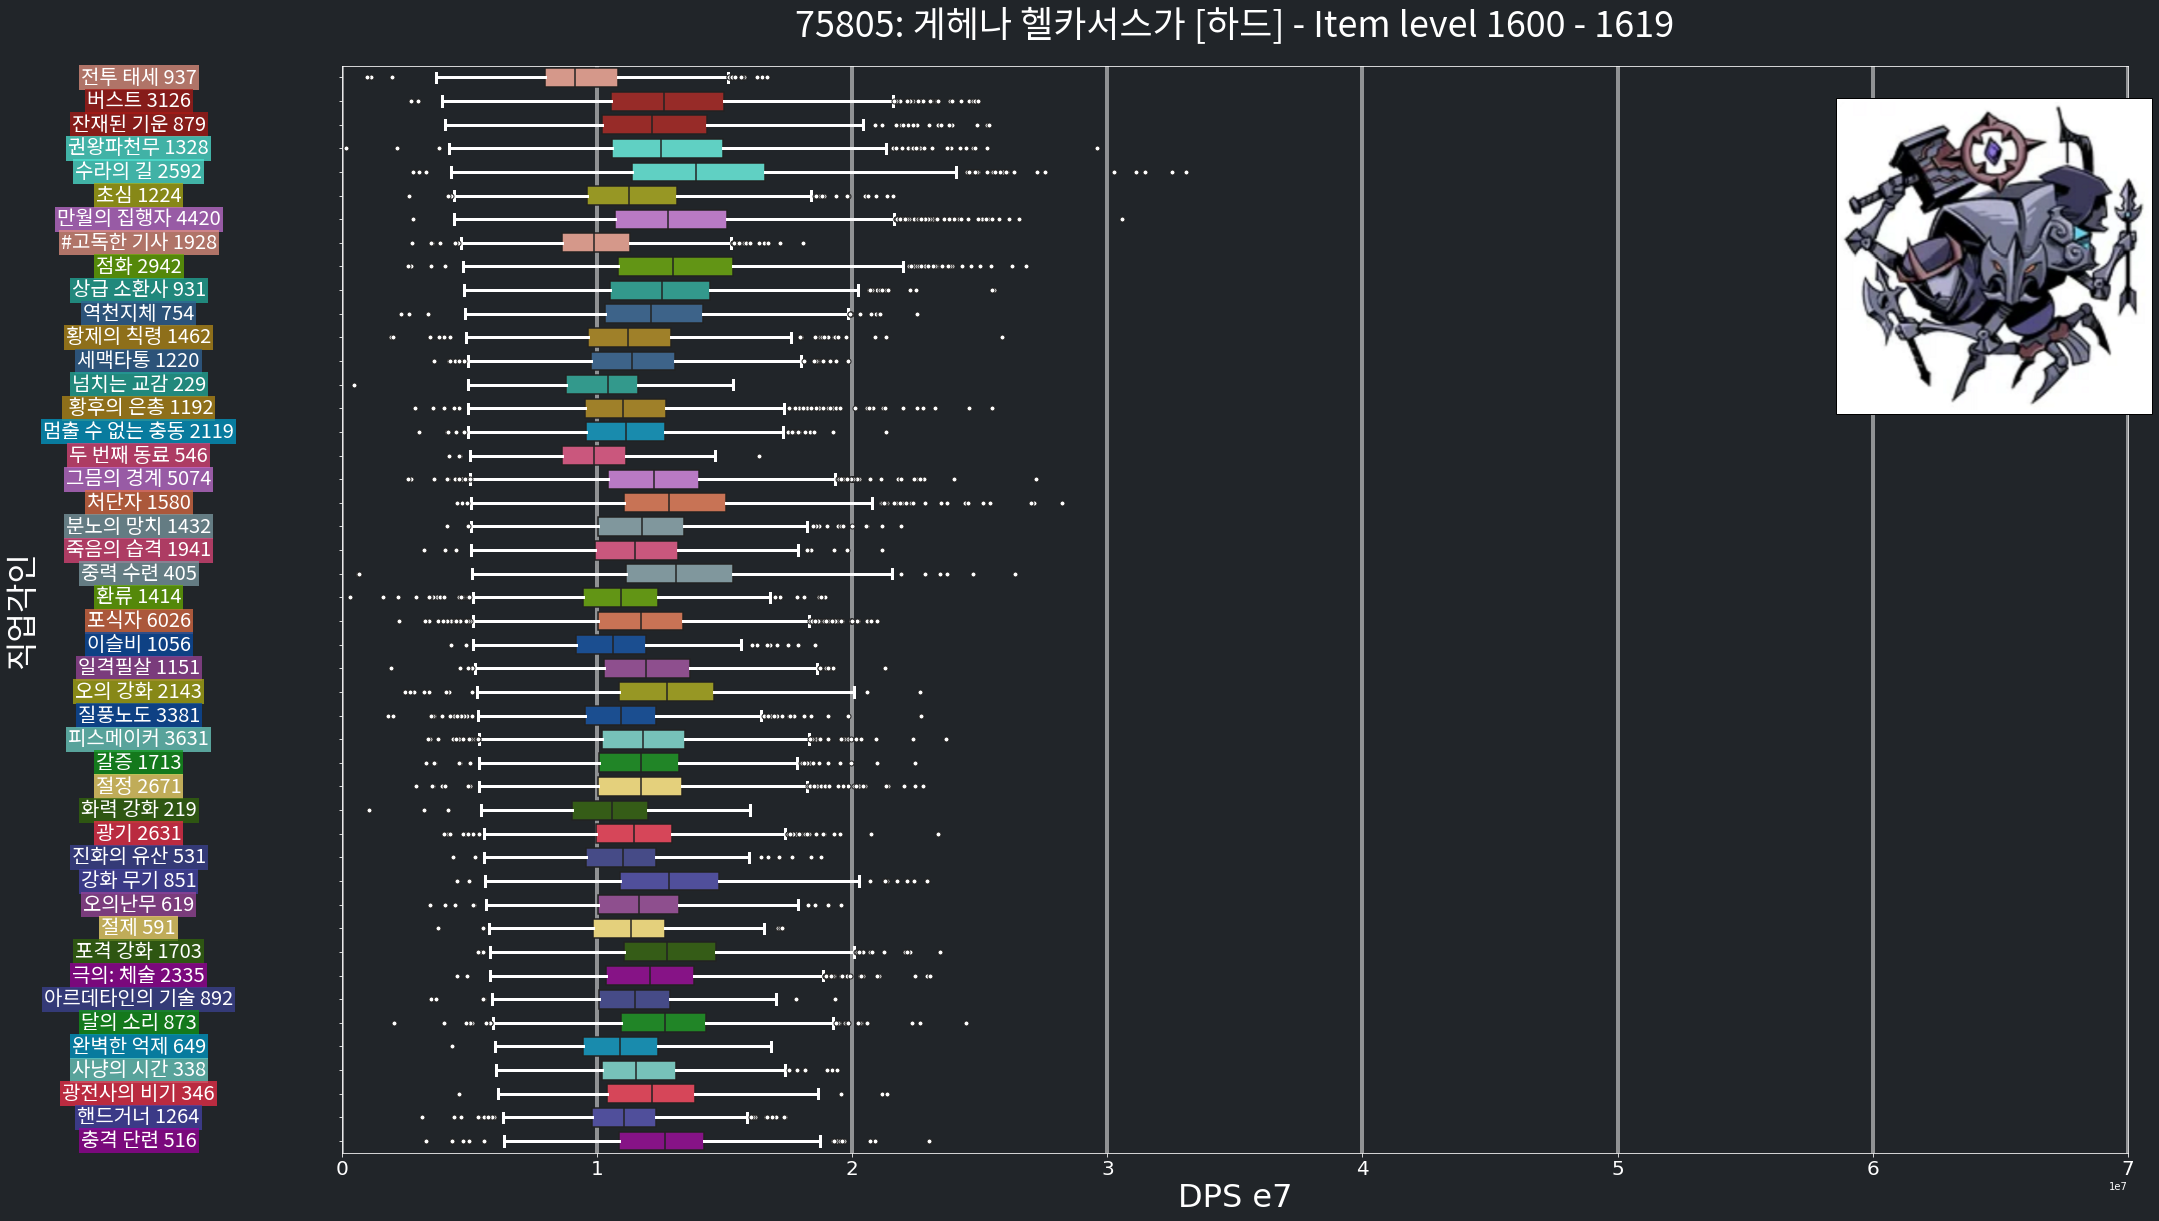 75805: 게헤나 헬카서스가 [하드] - Item level 1600 - 1619
전투 태세 937
버스트 3126
잔재된 기운 879
권왕파천무 1328
수라의 길 2592
초심 1224
만월의 집행자 4420
#고독한 기사 1928
점화 2942
상급 소환사 931
역천지체 754
황제의 칙령 1462
세맥타통 1220
넘치는 교감 229
황후의 은총 1192
멈출 수 없는 충동 2119
두 번째 동료 546
그믐의 경계 5074
처단자 1580
분노의 망치 1432
죽음의 습격 1941
중력 수련 405
환류 1414
포식자 6026
이슬비 1056
일격필살 1151
오의 강화 2143
질풍노도 3381
피스메이커 3631
갈증 1713
절정 2671
화력 강화 219
광기 2631
진화의 유산 531
강화 무기 851
오의난무 619
절제 591
포격 강화 1703
극의: 체술 2335
아르데타인의 기술 892
달의 소리 873
완벽한 억제 649
사냥의 시간 338
광전사의 비기 346
핸드거너 1264
충격 단련 516
직업각인
0 1 2 3 4 5 6 7
1e7
DPS e7